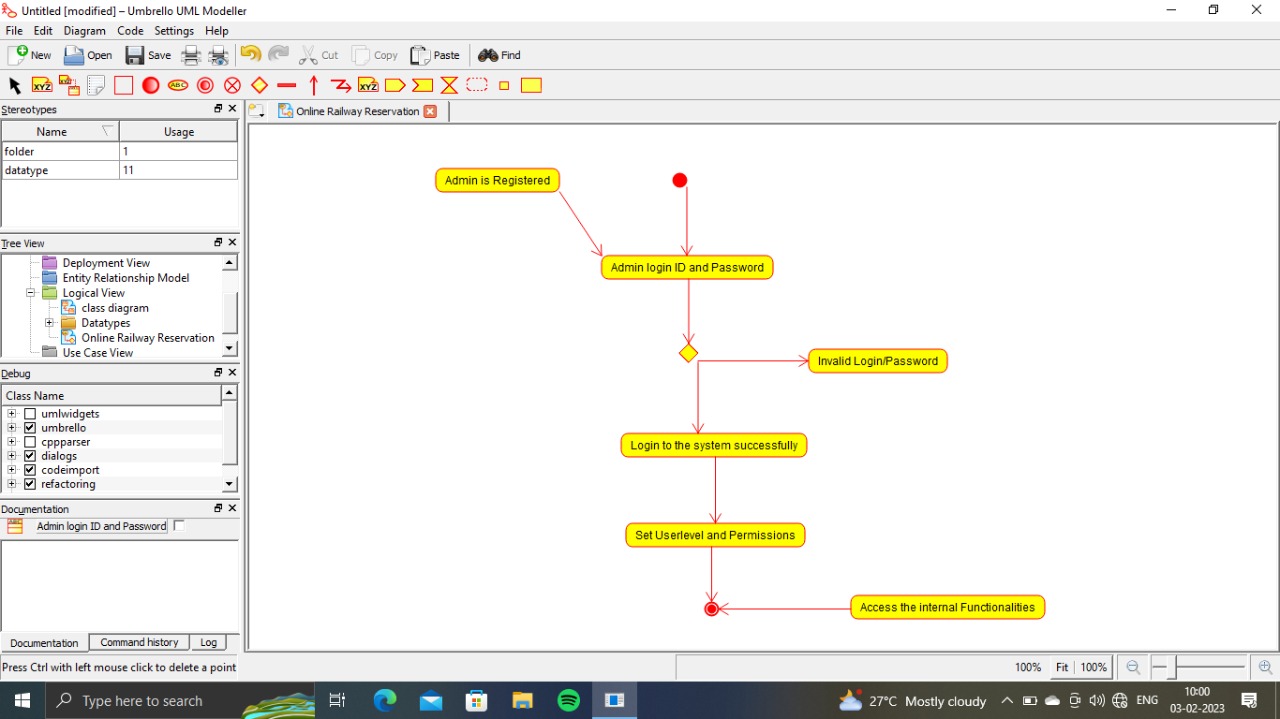 Untitled [modified] – Umbrello UML Modeller
File Edit Diagram Code Settings Help
New Open Save Cut Copy Paste Find
XYZ ABC XYZ
Stereotypes
Online Railway Reservation
Name Usage
folder 1
datatype 11
Tree View
Deployment View
Entity Relationship Model
Logical View
class diagram
Datatypes
Online Railway Reservation
Use Case View
Debug
Class Name
umlwidgets
umbrello
cppparser
dialogs
codeimport
refactoring
Documentation
Admin login ID and Password
Documentation Command history Log
Admin is Registered
Admin login ID and Password
Invalid Login/Password
Login to the system successfully
Set Userlevel and Permissions
Access the internal Functionalities
Press Ctrl with left mouse click to delete a point
100% Fit 100%
Type here to search
27°C Mostly cloudy
ENG
10:00
03-02-2023